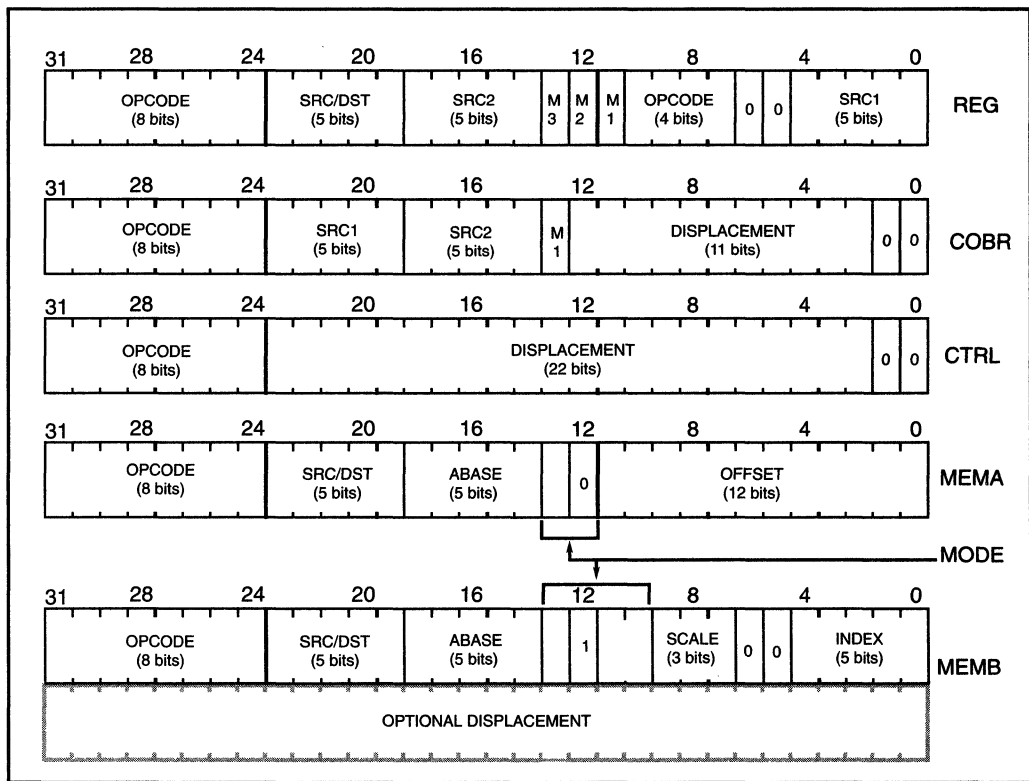 31 28 24 20 16 12 8 4 0
OPCODE (8 bits) SRC/DST (5 bits) SRC2 (5 bits) M3 M2 M1 OPCODE (4 bits) 0 0 SRC1 (5 bits) REG
31 28 24 20 16 12 8 4 0
OPCODE (8 bits) SRC1 (5 bits) SRC2 (5 bits) M1 DISPLACEMENT (11 bits) 0 0 COBR
31 28 24 20 16 12 8 4 0
OPCODE (8 bits) DISPLACEMENT (22 bits) 0 0 CTRL
31 28 24 20 16 12 8 4 0
OPCODE (8 bits) SRC/DST (5 bits) ABASE (5 bits) 0 OFFSET (12 bits) MEMA
MODE
31 28 24 20 16 12 8 4 0
OPCODE (8 bits) SRC/DST (5 bits) ABASE (5 bits) 1 SCALE (3 bits) 0 0 INDEX (5 bits) MEMB
OPTIONAL DISPLACEMENT